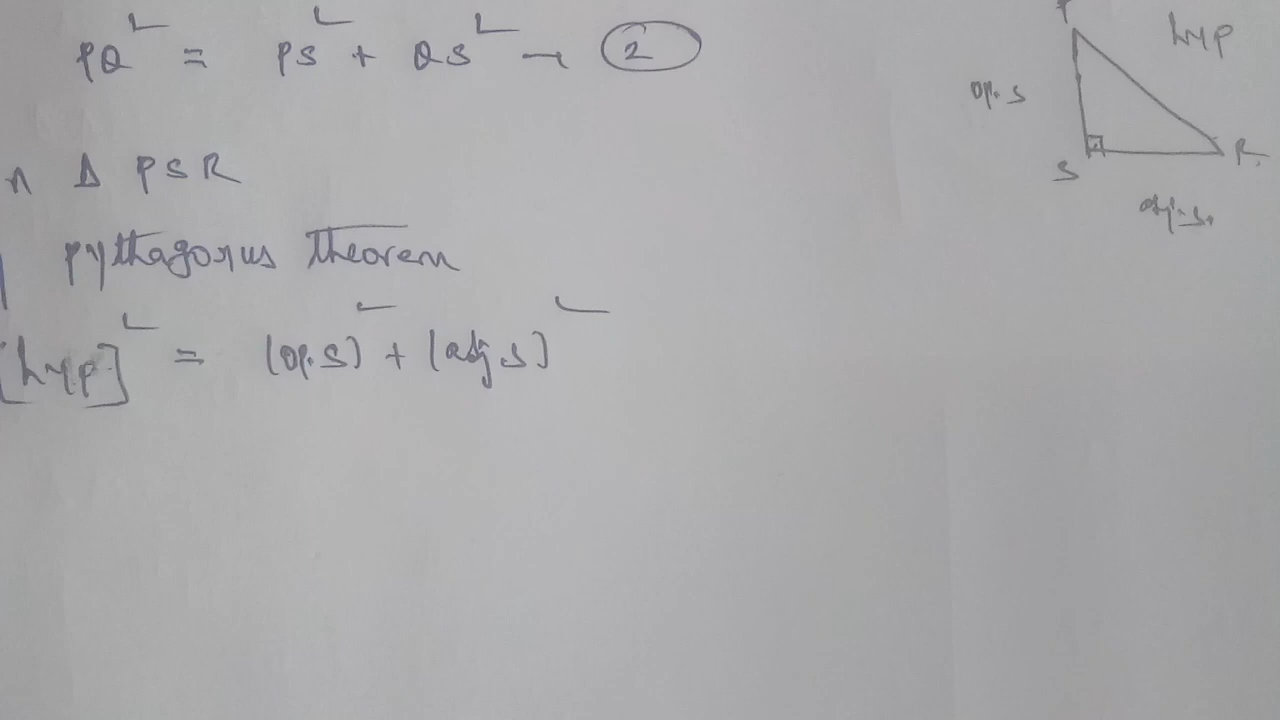 PQ² = PS² + QS² → ②
n Δ PSR
pythagorus theorem
[hyp]² = (op.s)² + (adj s)²
P
hyp
op. s
S
R
adj.s.